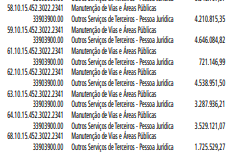 58.10.15.452.3022.2341 Manutenção de Vias e Áreas Públicas
33903900.00 Outros Serviços de Terceiros - Pessoa Jurídica 4.210.815,35
59.10.15.452.3022.2341 Manutenção de Vias e Áreas Públicas
33903900.00 Outros Serviços de Terceiros - Pessoa Jurídica 4.646.084,82
61.10.15.452.3022.2341 Manutenção de Vias e Áreas Públicas
33903900.00 Outros Serviços de Terceiros - Pessoa Jurídica 721.146,99
62.10.15.452.3022.2341 Manutenção de Vias e Áreas Públicas
33903900.00 Outros Serviços de Terceiros - Pessoa Jurídica 4.538.951,50
63.10.15.452.3022.2341 Manutenção de Vias e Áreas Públicas
33903900.00 Outros Serviços de Terceiros - Pessoa Jurídica 3.287.936,21
64.10.15.452.3022.2341 Manutenção de Vias e Áreas Públicas
33903900.00 Outros Serviços de Terceiros - Pessoa Jurídica 3.529.121,07
68.10.15.452.3022.2341 Manutenção de Vias e Áreas Públicas
33903900.00 Outros Serviços de Terceiros - Pessoa Jurídica 1.725.529,27